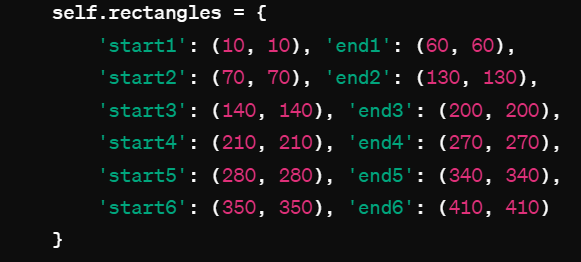 self.rectangles = {
'start1': (10, 10), 'end1': (60, 60),
'start2': (70, 70), 'end2': (130, 130),
'start3': (140, 140), 'end3': (200, 200),
'start4': (210, 210), 'end4': (270, 270),
'start5': (280, 280), 'end5': (340, 340),
'start6': (350, 350), 'end6': (410, 410)
}